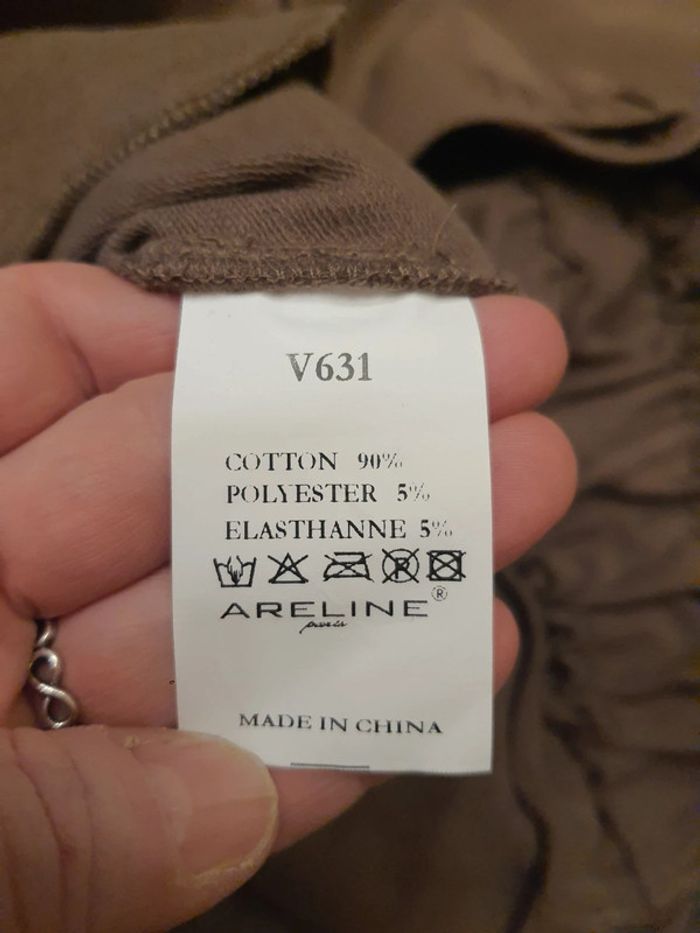 V631
COTTON 90%
POLYESTER 5%
ELASTHANNE 5%
ARELINE®
paris
MADE IN CHINA